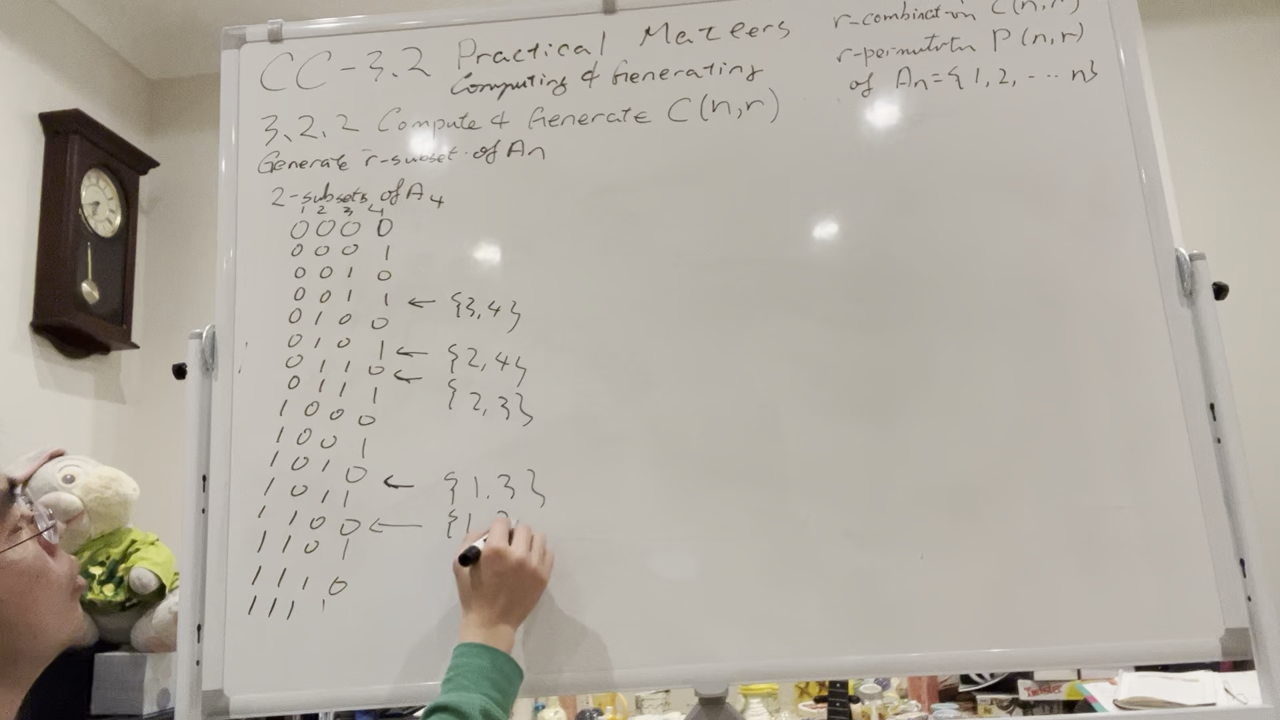 CC-3.2 Practical Matters
Computing & Generating
r-combination C(n,r)
r-permutatn P(n,r)
of An={1,2,...n}
3.2.2 Compute & Generate C(n,r)
Generate r-subset of An
2-subsets of A4
1 2 3 4
0 0 0 0
0 0 0 1
0 0 1 0
0 0 1 1 ← {3,4}
0 1 0 0
0 1 0 1 ← {2,4}
0 1 1 0 ← {2,3}
0 1 1 1
1 0 0 0
1 0 0 1
1 0 1 0 ← {1.3}
1 0 1 1
1 1 0 0 ← {1
1 1 0 1
1 1 1 0
1 1 1 1